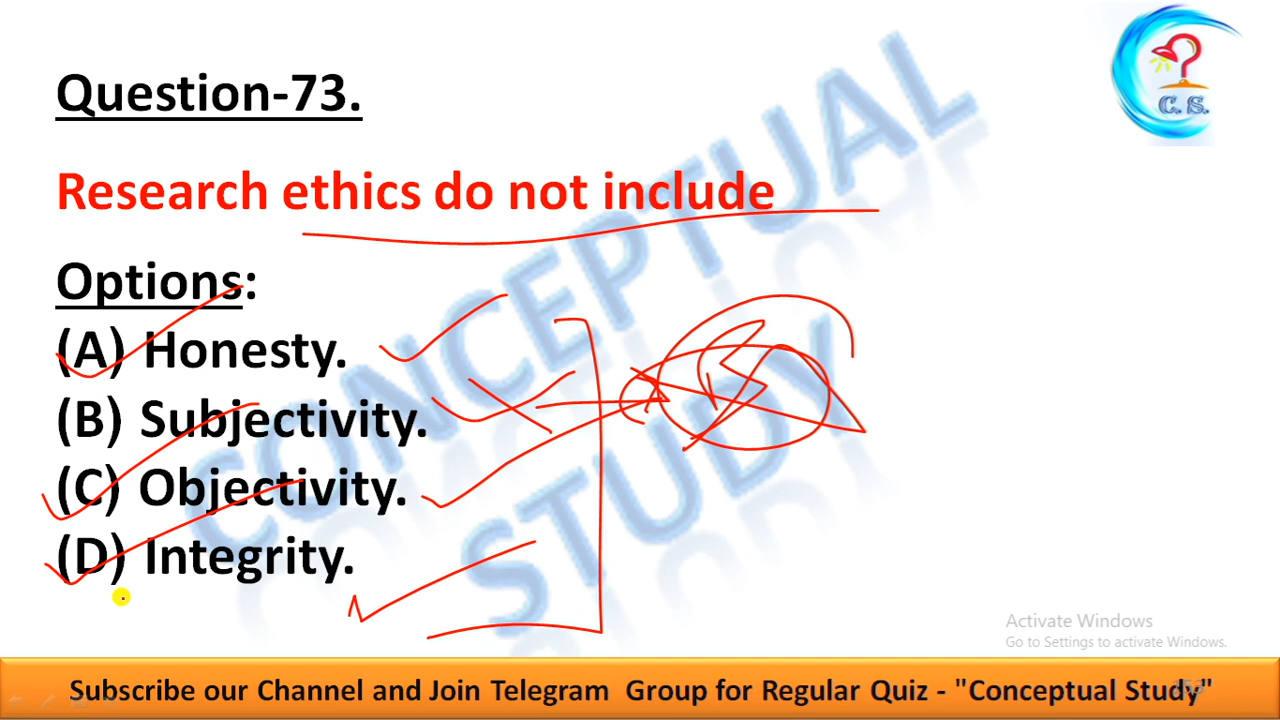 C. S.
Question-73.
Research ethics do not include
Options:
(A) Honesty.
(B) Subjectivity.
(C) Objectivity.
(D) Integrity.
CONCEPTUAL
STUDY
Activate Windows
Go to Settings to activate Windows.
Subscribe our Channel and Join Telegram Group for Regular Quiz - "Conceptual Study"